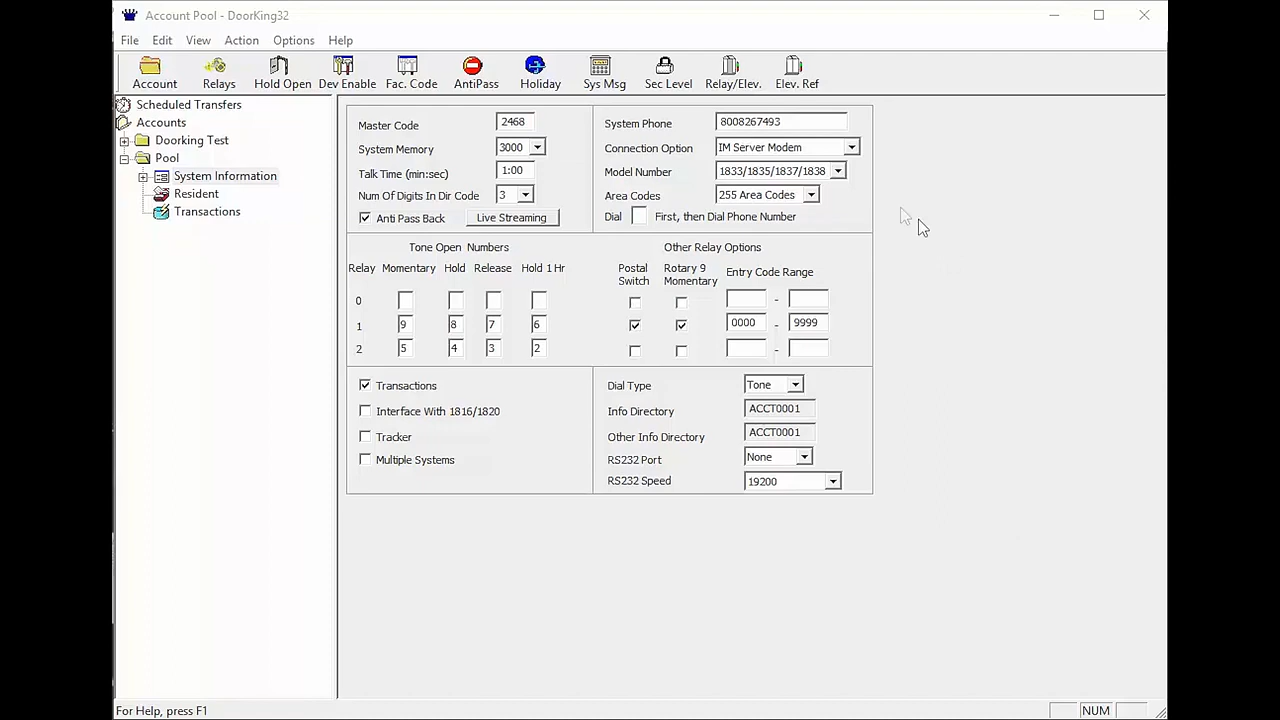 Account Pool - DoorKing32
File Edit View Action Options Help
Account Relays Hold Open Dev Enable Fac. Code AntiPass Holiday Sys Msg Sec Level Relay/Elev. Elev. Ref
Scheduled Transfers
Accounts
Doorking Test
Pool
System Information
Resident
Transactions
Master Code 2468
System Memory 3000
Talk Time (min:sec) 1:00
Num Of Digits In Dir Code 3
Anti Pass Back Live Streaming
System Phone 8008267493
Connection Option IM Server Modem
Model Number 1833/1835/1837/1838
Area Codes 255 Area Codes
Dial First, then Dial Phone Number
Tone Open Numbers
Relay Momentary Hold Release Hold 1 Hr
0
1 9 8 7 6
2 5 4 3 2
Other Relay Options
Postal Switch Rotary 9 Momentary Entry Code Range
-
0000 - 9999
-
Transactions
Interface With 1816/1820
Tracker
Multiple Systems
Dial Type Tone
Info Directory ACCT0001
Other Info Directory ACCT0001
RS232 Port None
RS232 Speed 19200
For Help, press F1
NUM